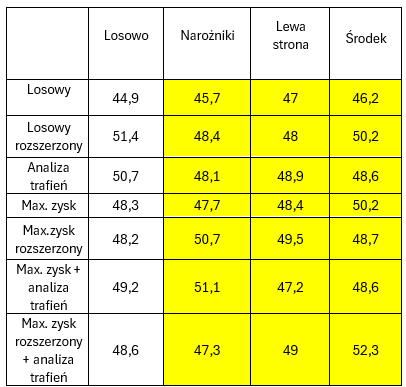 Losowo Narożniki Lewa strona Środek
Losowy 44,9 45,7 47 46,2
Losowy rozszerzony 51,4 48,4 48 50,2
Analiza trafień 50,7 48,1 48,9 48,6
Max. zysk 48,3 47,7 48,4 50,2
Max.zysk rozszerzony 48,2 50,7 49,5 48,7
Max. zysk + analiza trafień 49,2 51,1 47,2 48,6
Max. zysk rozszerzony + analiza trafień 48,6 47,3 49 52,3